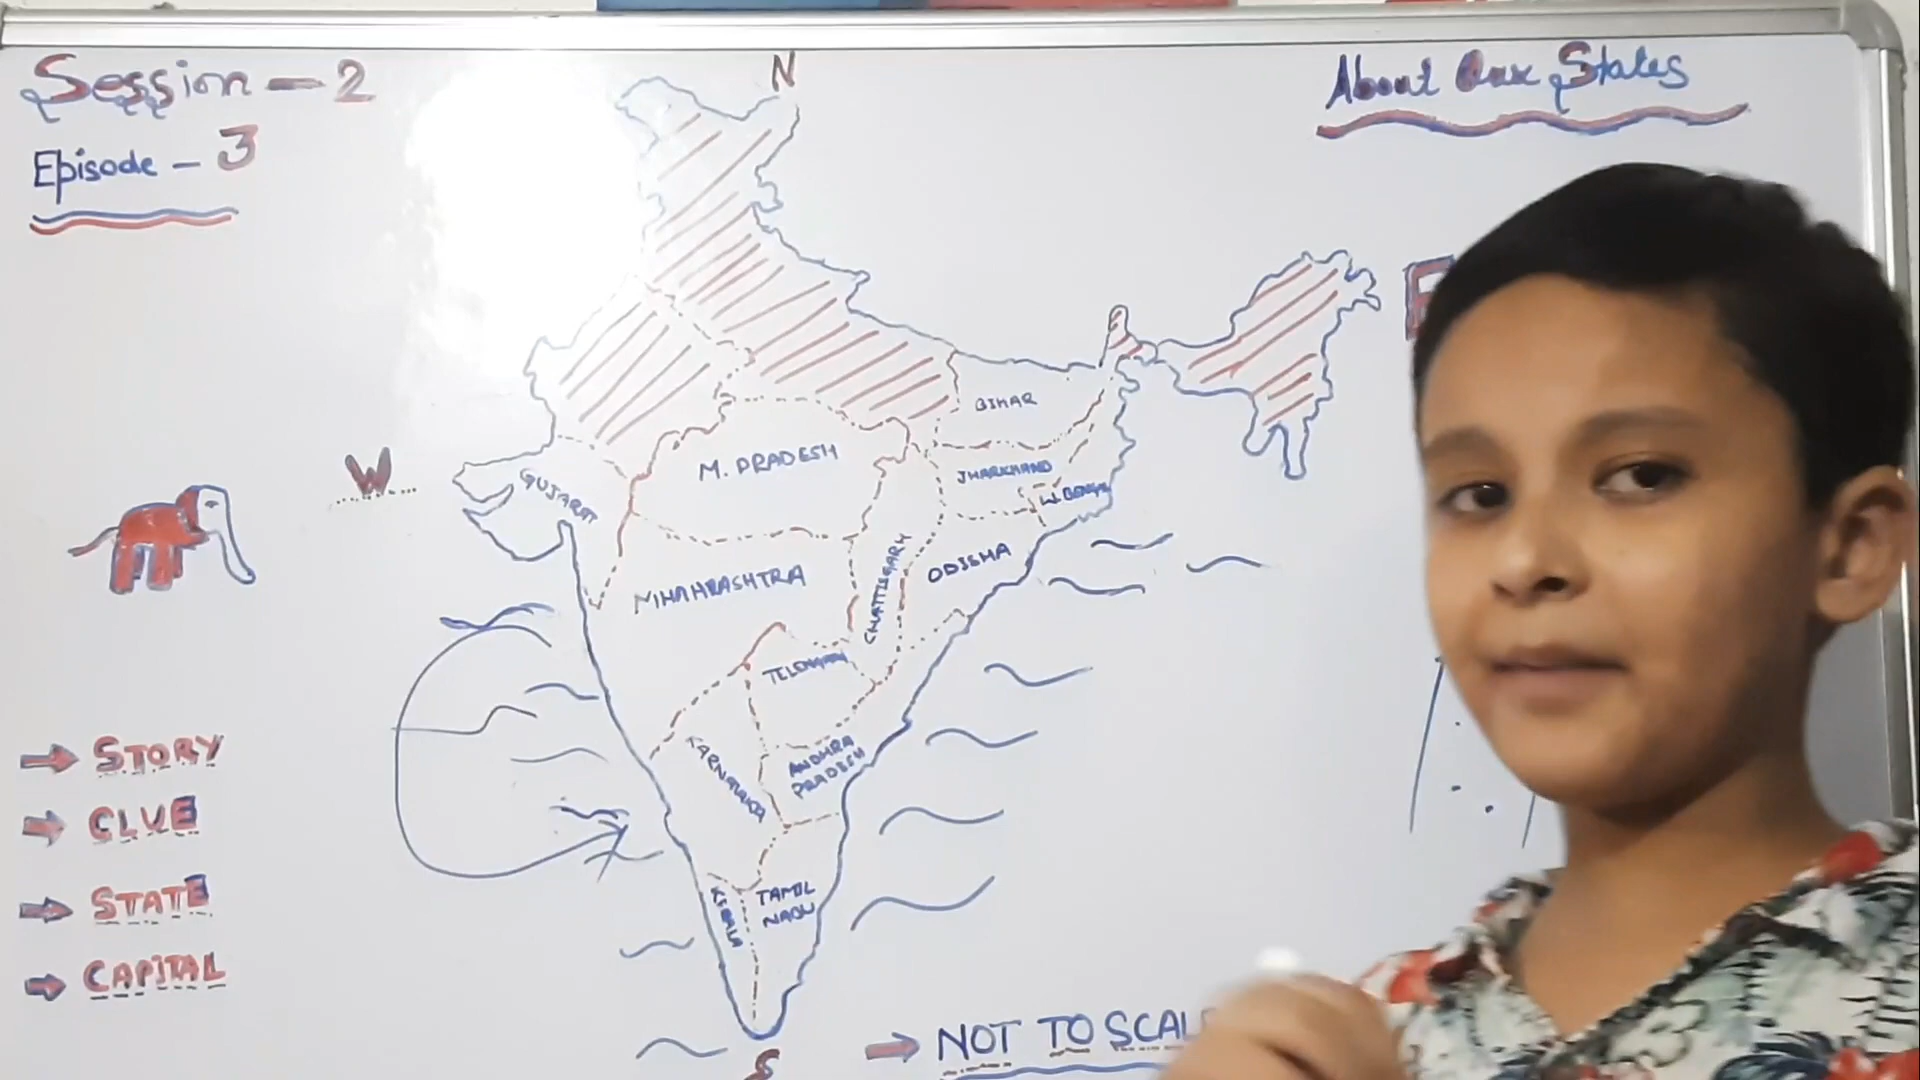 Session - 2
N
About Our States
Episode - 3
BIHAR
W
M. PRADESH
JHARKHAND
GUJARAT
W. BENGAL
ODISHA
MAHARASHTRA
CHATTISGARH
STORY
KARNATAKA
ANDHRA
PRADESH
CLUE
STATE
KERALA
TAMIL
NADU
CAPITAL
NOT TO SCAL
S